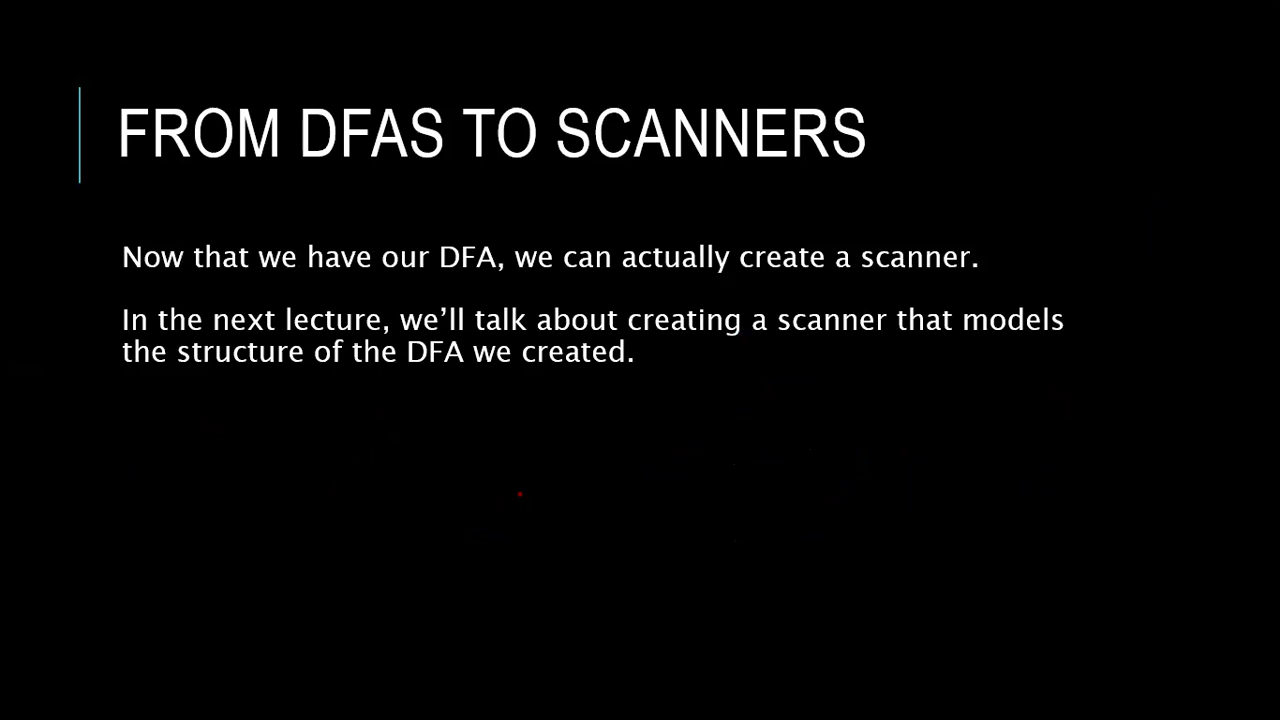 FROM DFAS TO SCANNERS
Now that we have our DFA, we can actually create a scanner.
In the next lecture, we’ll talk about creating a scanner that models
the structure of the DFA we created.